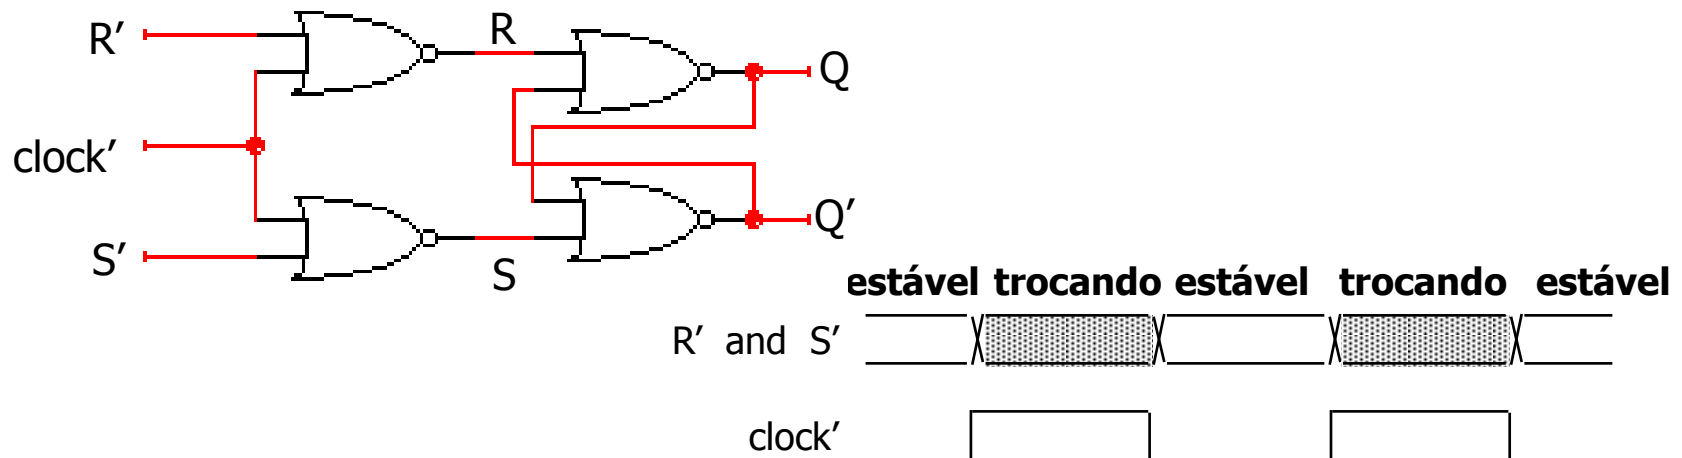 R′
R
Q
clock′
S′
S
Q′
estável trocando estável trocando estável
R′ and S′
clock′